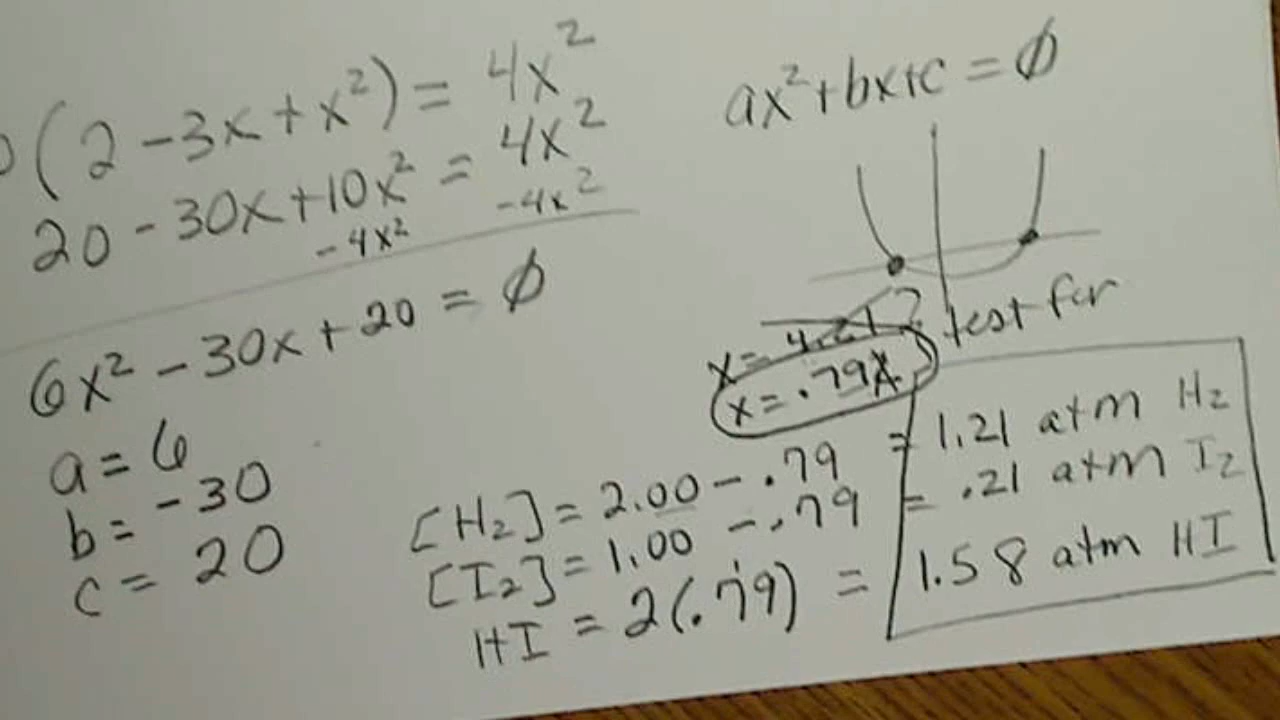 (2 - 3x + x²) = 4x²
20 - 30x + 10x² = 4x²
- 4x² - 4x²
6x² - 30x + 20 = ∅
a = 6
b = -30
c = 20
ax² + bx + c = ∅
test for
x = .79
[H₂] = 2.00 - .79 = 1.21 atm H₂
[I₂] = 1.00 - .79 = .21 atm I₂
HI = 2(.79) = 1.58 atm HI